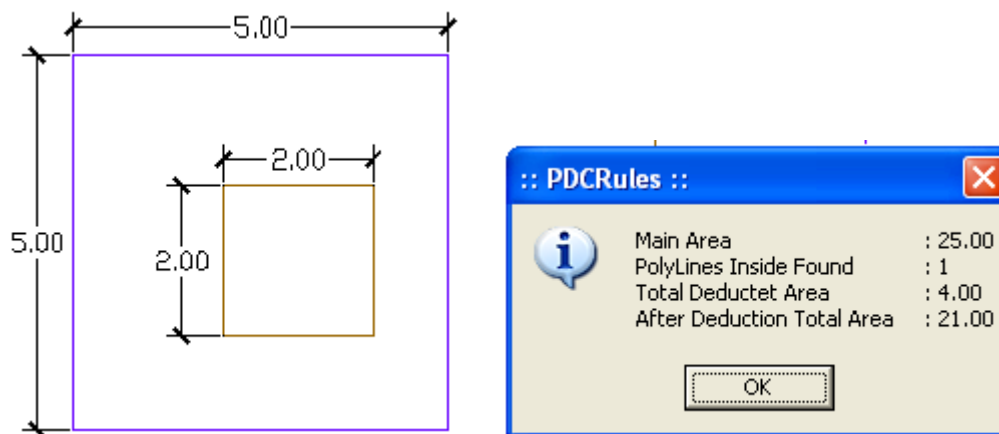 5.00
2.00
5.00
2.00
:: PDCRules ::
Main Area : 25.00
PolyLines Inside Found : 1
Total Deductet Area : 4.00
After Deduction Total Area : 21.00
OK